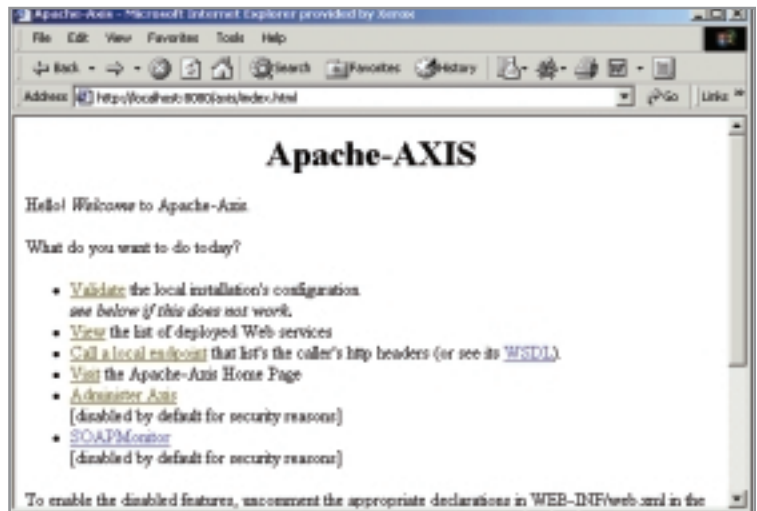 Apache-Axis - Microsoft Internet Explorer provided by Xerox
File Edit View Favorites Tools Help
Back Search Favorites History
Address http://localhost:8080/axis/index.html Go Links »
Apache-AXIS
Hello! Welcome to Apache-Axis.
What do you want to do today?
• Validate the local installation's configuration
see below if this does not work.
• View the list of deployed Web services
• Call a local endpoint that list's the caller's http headers (or see its WSDL).
• Visit the Apache-Axis Home Page
• Administer Axis
[disabled by default for security reasons]
• SOAPMonitor
[disabled by default for security reasons]
To enable the disabled features, uncomment the appropriate declarations in WEB-INF/web.xml in the